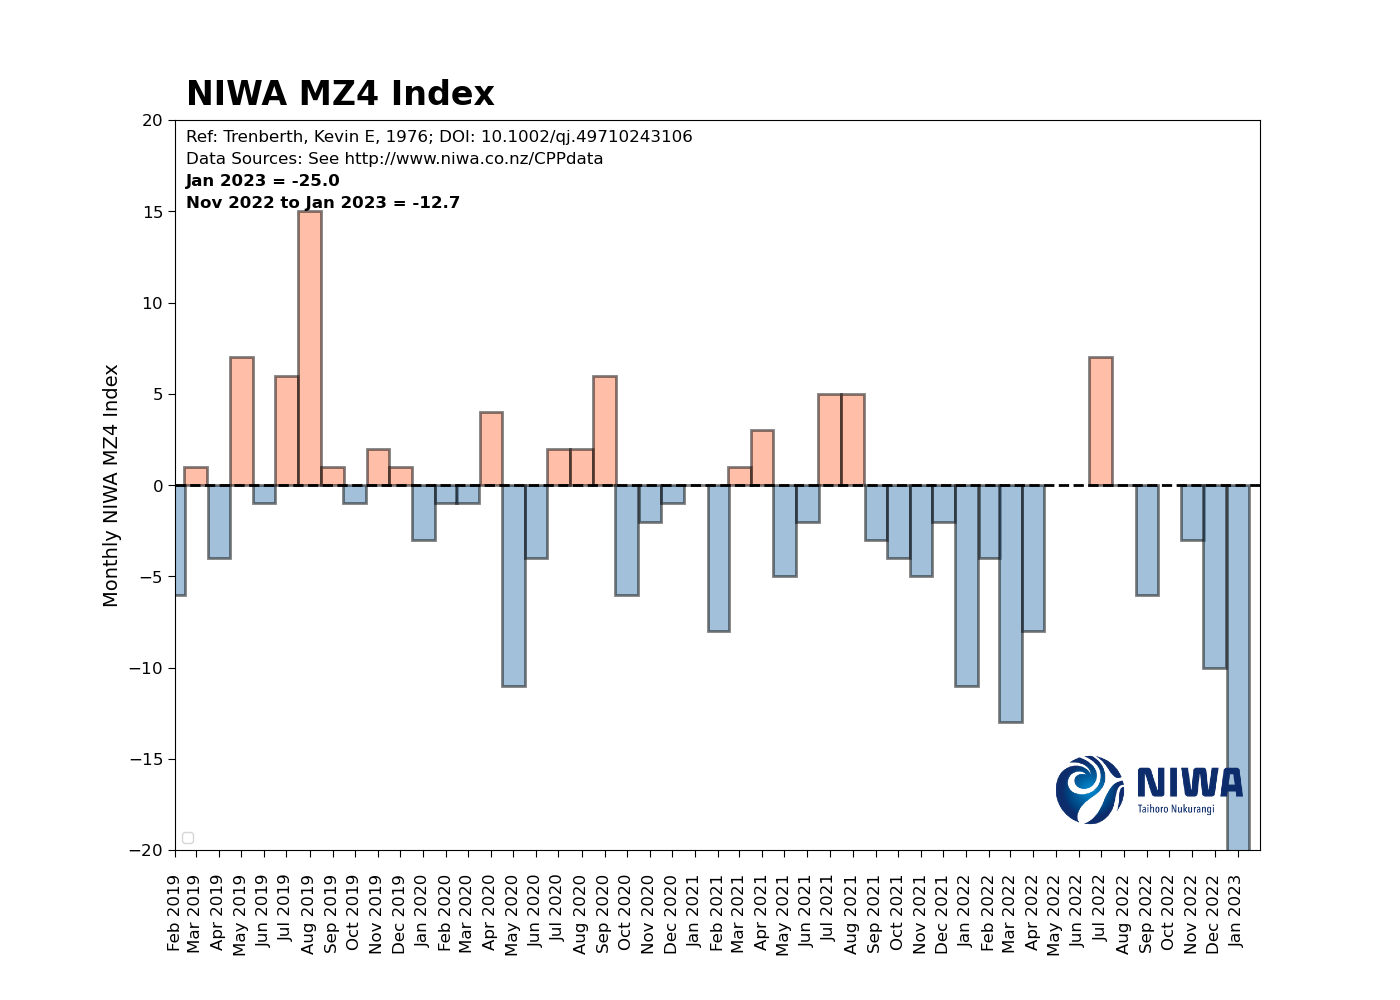 NIWA MZ4 Index
Ref: Trenberth, Kevin E, 1976; DOI: 10.1002/qj.49710243106
Data Sources: See http://www.niwa.co.nz/CPPdata
Jan 2023 = -25.0
Nov 2022 to Jan 2023 = -12.7
Monthly NIWA MZ4 Index
20
15
10
5
0
−5
−10
−15
−20
NIWA
Taihoro Nukurangi
Feb 2019
Mar 2019
Apr 2019
May 2019
Jun 2019
Jul 2019
Aug 2019
Sep 2019
Oct 2019
Nov 2019
Dec 2019
Jan 2020
Feb 2020
Mar 2020
Apr 2020
May 2020
Jun 2020
Jul 2020
Aug 2020
Sep 2020
Oct 2020
Nov 2020
Dec 2020
Jan 2021
Feb 2021
Mar 2021
Apr 2021
May 2021
Jun 2021
Jul 2021
Aug 2021
Sep 2021
Oct 2021
Nov 2021
Dec 2021
Jan 2022
Feb 2022
Mar 2022
Apr 2022
May 2022
Jun 2022
Jul 2022
Aug 2022
Sep 2022
Oct 2022
Nov 2022
Dec 2022
Jan 2023